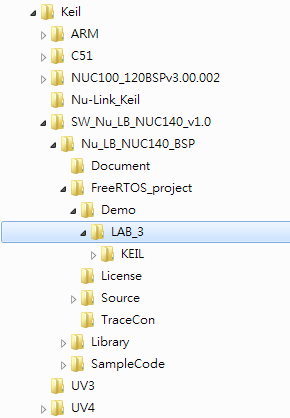 Keil
ARM
C51
NUC100_120BSPv3.00.002
Nu-Link_Keil
SW_Nu_LB_NUC140_v1.0
Nu_LB_NUC140_BSP
Document
FreeRTOS_project
Demo
LAB_3
KEIL
License
Source
TraceCon
Library
SampleCode
UV3
UV4